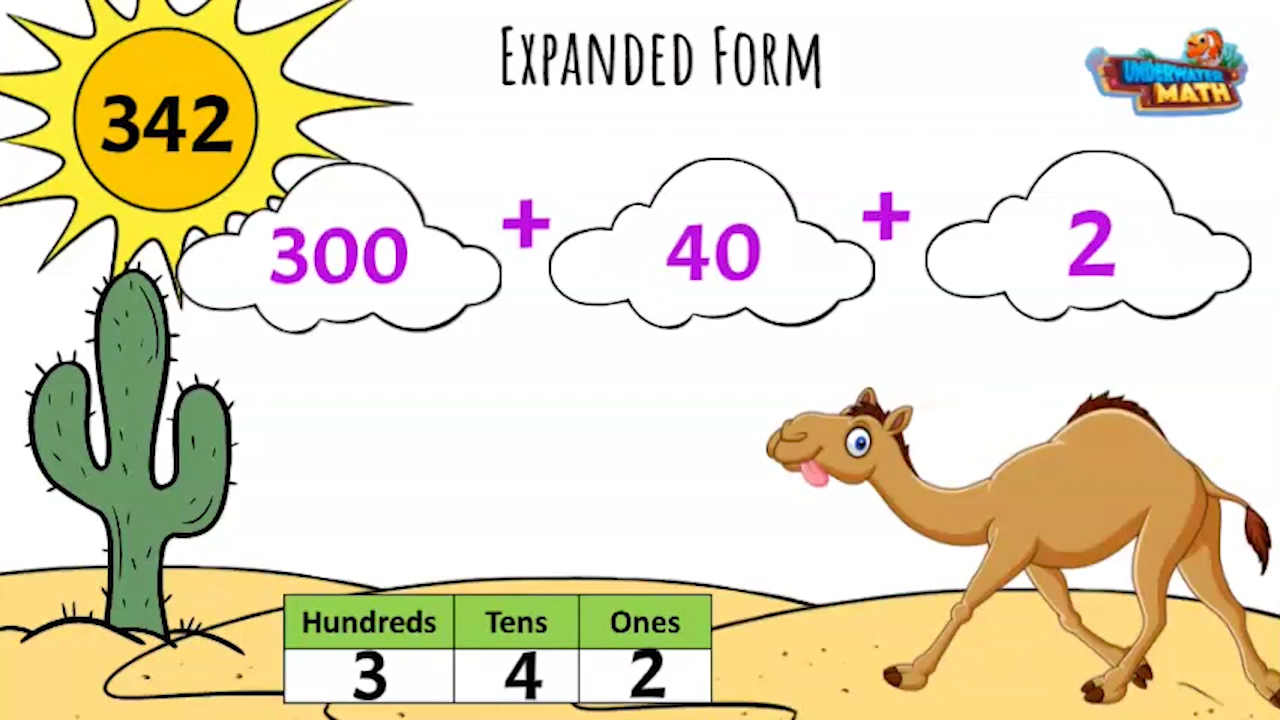 EXPANDED FORM
UNDERWATER
MATH
342
300 + 40 + 2
Hundreds Tens Ones
3 4 2